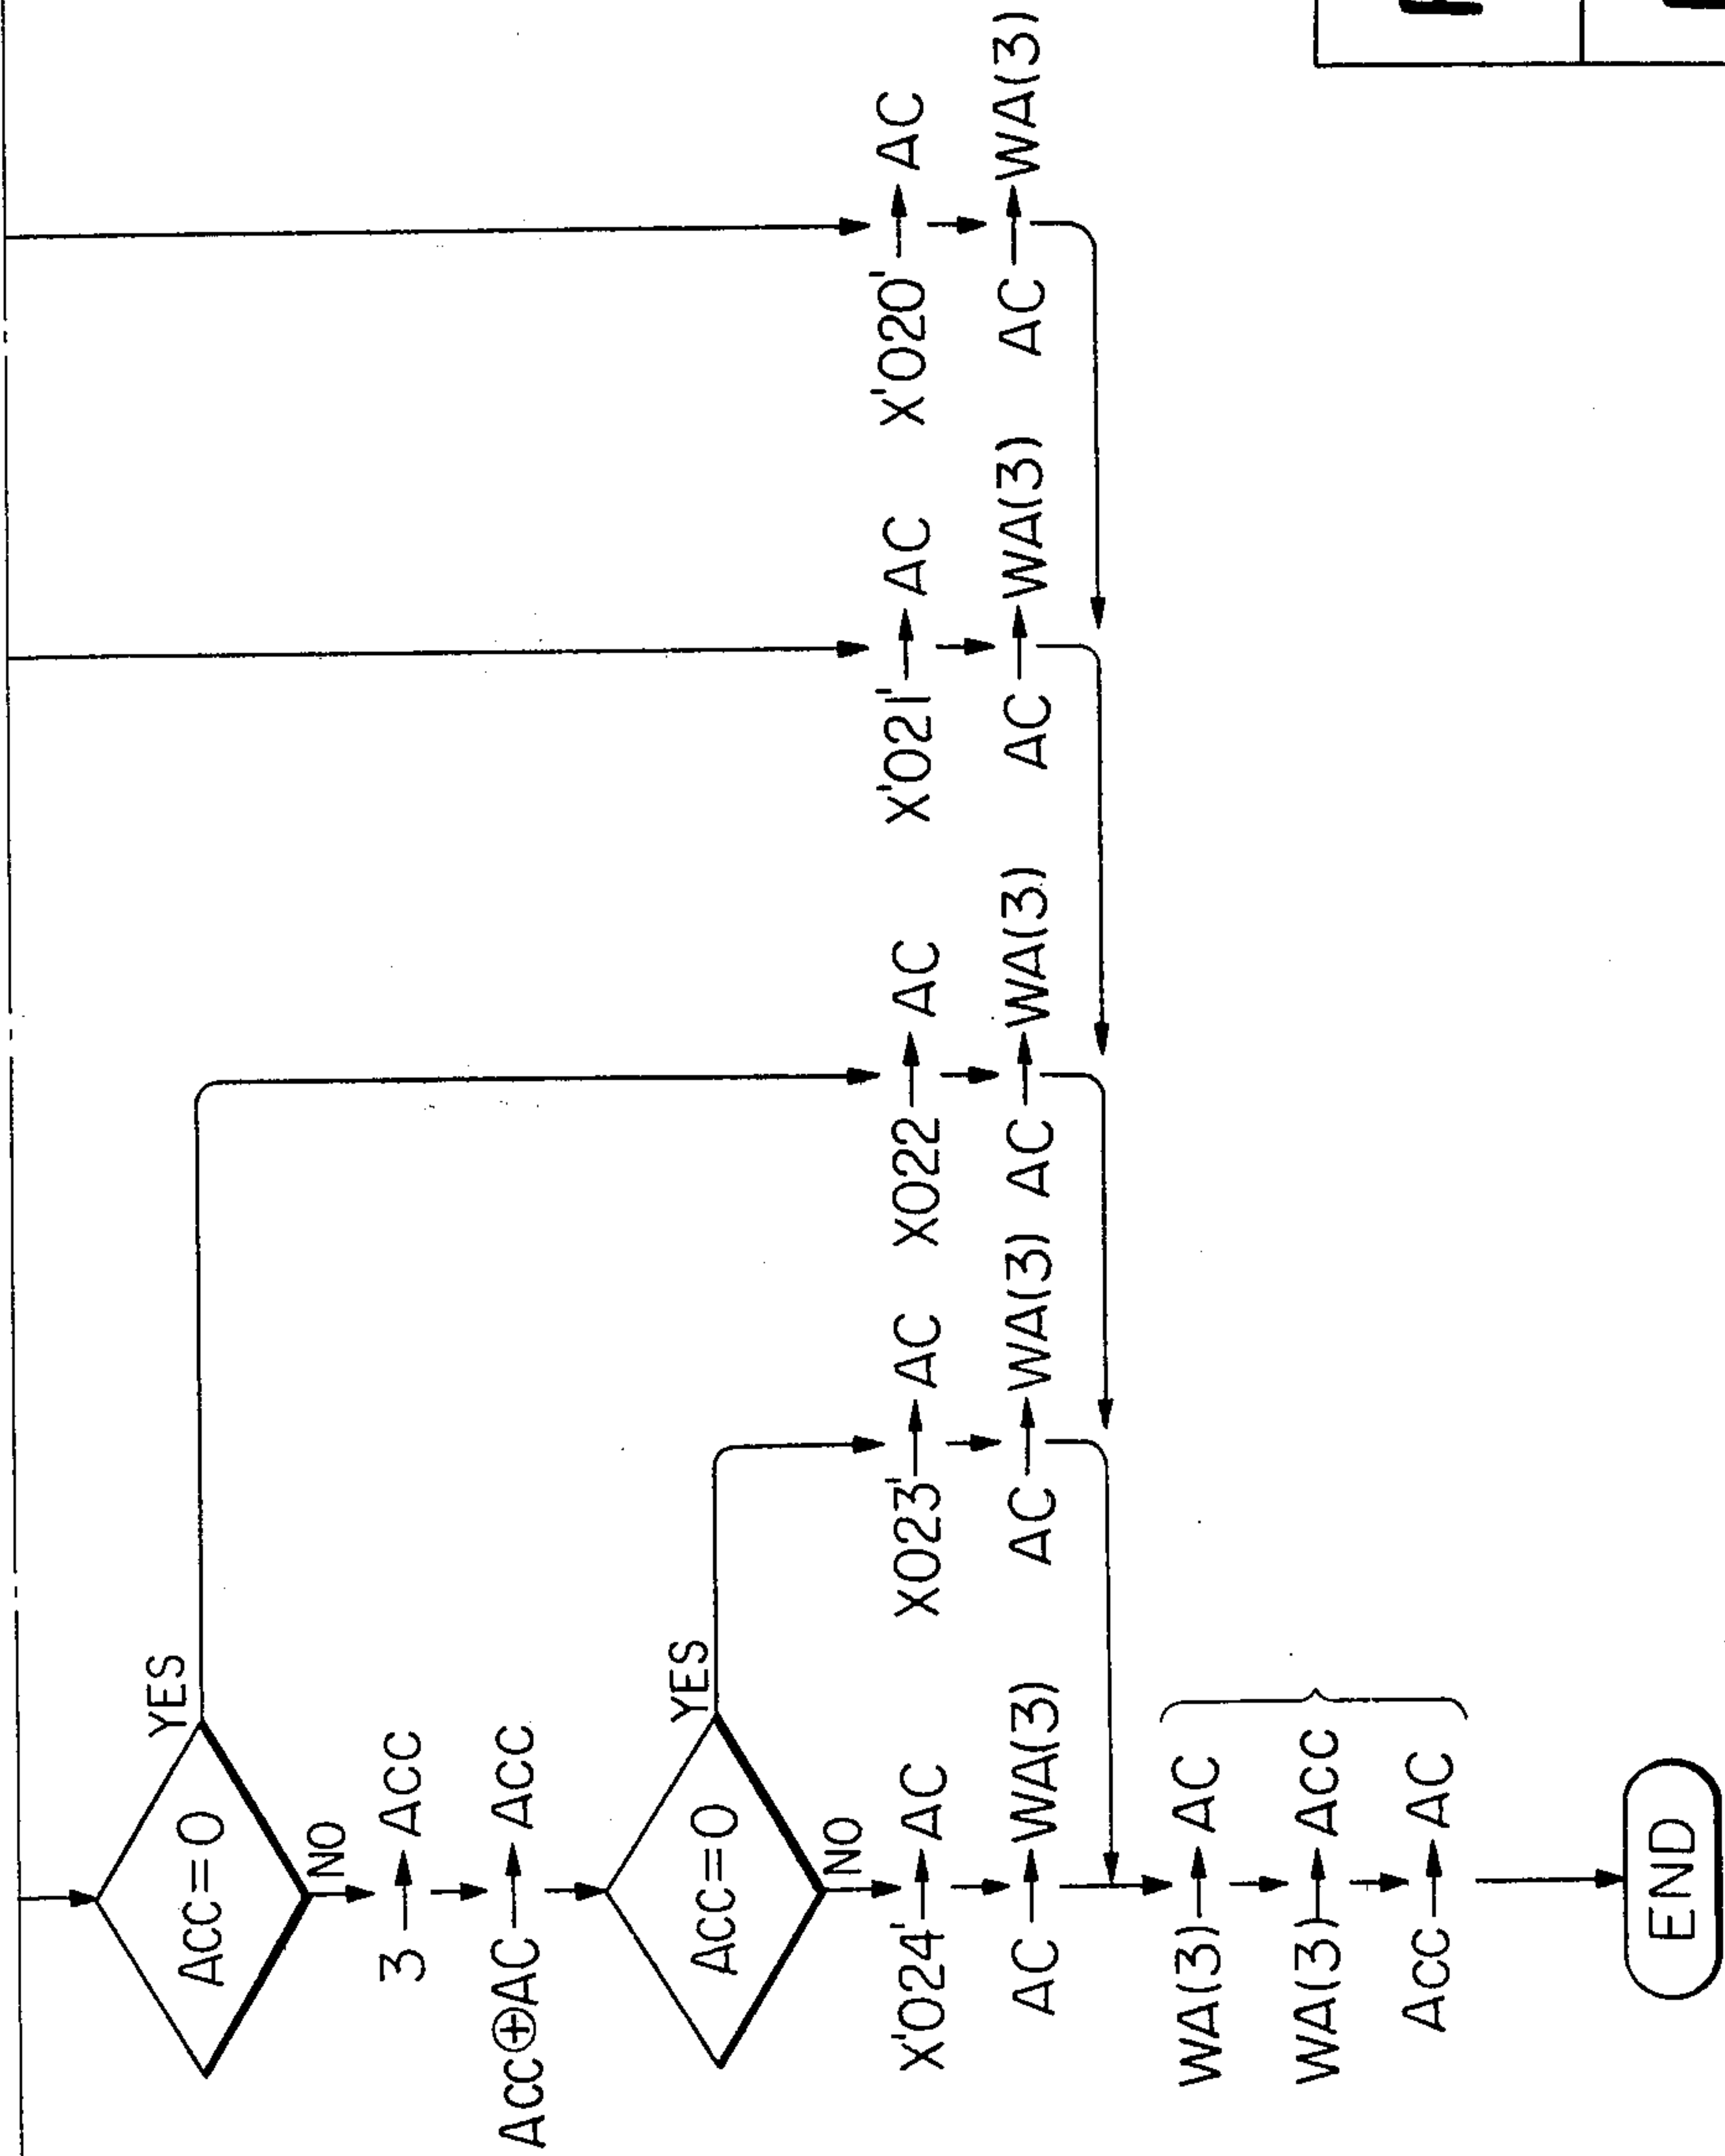 YES
ACC=0
NO
3 → ACC
ACC⊕AC → ACC
YES
ACC=0
NO
X'024' → AC X023' → AC X022 → AC X'021' → AC X'020' → AC
AC → WA(3) AC → WA(3) AC → WA(3) AC → WA(3) AC → WA(3)
WA(3) → AC
WA(3) → ACC
ACC → AC
END